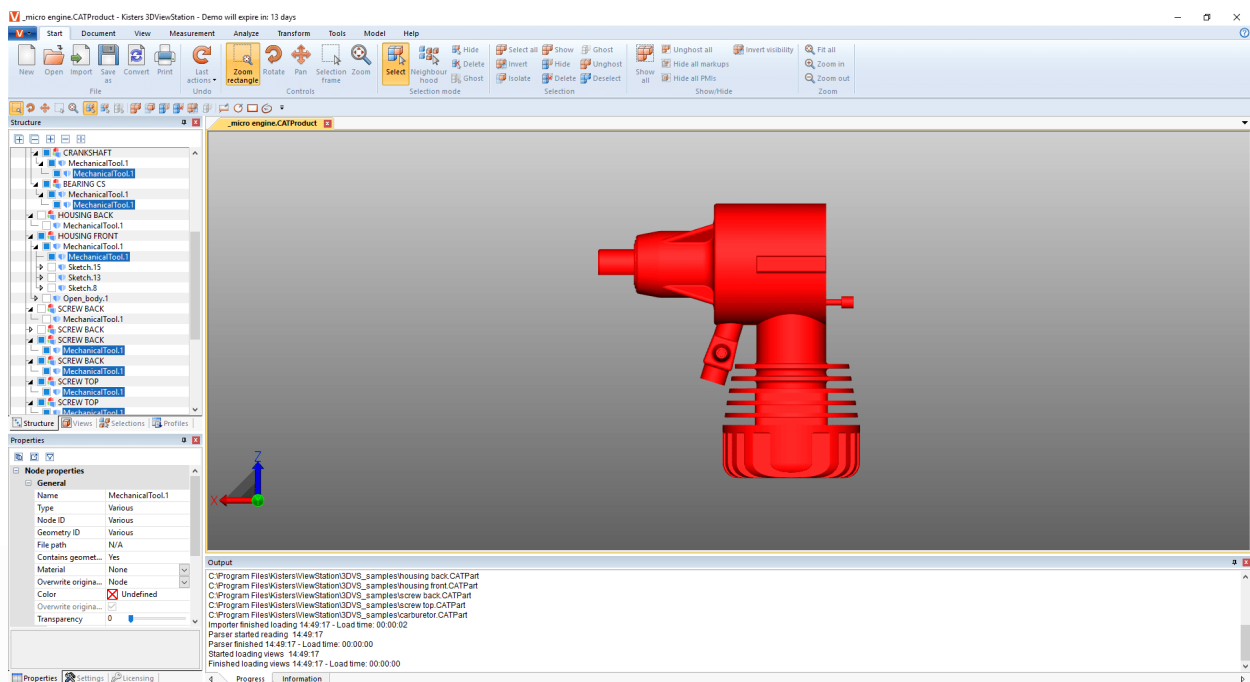 _micro engine.CATProduct - Kisters 3DViewStation - Demo will expire in: 13 days
Start Document View Measurement Analyze Transform Tools Model Help
New Open Import Save as Convert Print
File
Last actions
Undo
Zoom rectangle Rotate Pan Selection frame Zoom
Controls
Select Neighbour hood Hide Delete Ghost
Selection mode
Select all Show Ghost
Invert Hide Unghost
Isolate Delete Deselect
Selection
Show all Unghost all Invert visibility
Hide all markups
Hide all PMIs
Show/Hide
Fit all
Zoom in
Zoom out
Zoom
Structure
_micro engine.CATProduct
CRANKSHAFT
MechanicalTool.1
MechanicalTool.1
BEARING CS
MechanicalTool.1
MechanicalTool.1
HOUSING BACK
MechanicalTool.1
HOUSING FRONT
MechanicalTool.1
MechanicalTool.1
Sketch.15
Sketch.13
Sketch.8
Open_body.1
SCREW BACK
MechanicalTool.1
SCREW BACK
SCREW BACK
MechanicalTool.1
SCREW BACK
MechanicalTool.1
SCREW TOP
MechanicalTool.1
SCREW TOP
MechanicalTool.1
Structure Views Selections Profiles
Properties
Node properties
General
Name MechanicalTool.1
Type Various
Node ID Various
Geometry ID Various
File path N/A
Contains geomet... Yes
Material None
Overwrite origina... Node
Color Undefined
Overwrite origina...
Transparency 0
Properties Settings Licensing
Z
X
Output
C:\Program Files\Kisters\ViewStation\3DVS_samples\housing back.CATPart
C:\Program Files\Kisters\ViewStation\3DVS_samples\housing front.CATPart
C:\Program Files\Kisters\ViewStation\3DVS_samples\screw back.CATPart
C:\Program Files\Kisters\ViewStation\3DVS_samples\screw top.CATPart
C:\Program Files\Kisters\ViewStation\3DVS_samples\carburetor.CATPart
Importer finished loading 14:49:17 - Load time: 00:00:02
Parser started reading 14:49:17
Parser finished 14:49:17 - Load time: 00:00:00
Started loading views 14:49:17
Finished loading views 14:49:17 - Load time: 00:00:00
Progress Information